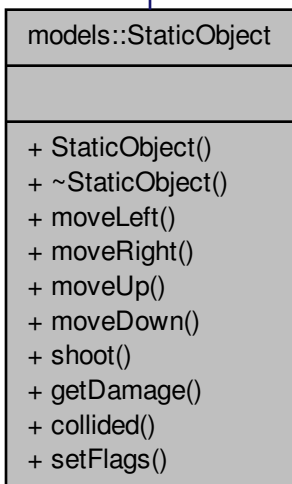 models::StaticObject
+ StaticObject()
+ ~StaticObject()
+ moveLeft()
+ moveRight()
+ moveUp()
+ moveDown()
+ shoot()
+ getDamage()
+ collided()
+ setFlags()